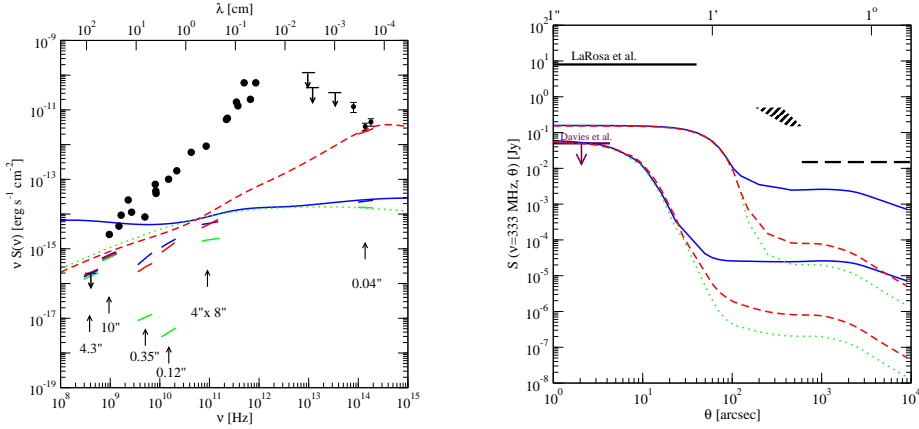 λ [cm]
10^2 10^1 10^0 10^-1 10^-2 10^-3 10^-4
10^-9
10^-11
10^-13
10^-15
10^-17
10^-19
ν S(ν) [erg s^-1 cm^-2]
4.3"
10"
0.35"
0.12"
4"x 8"
0.04"
10^8 10^9 10^10 10^11 10^12 10^13 10^14 10^15
ν [Hz]
1" 1' 1°
10^2
10^1
10^0
10^-1
10^-2
10^-3
10^-4
10^-5
10^-6
10^-7
10^-8
S (ν=333 MHz, θ) [Jy]
LaRosa et al.
Davies et al.
10^0 10^1 10^2 10^3 10^4
θ [arcsec]